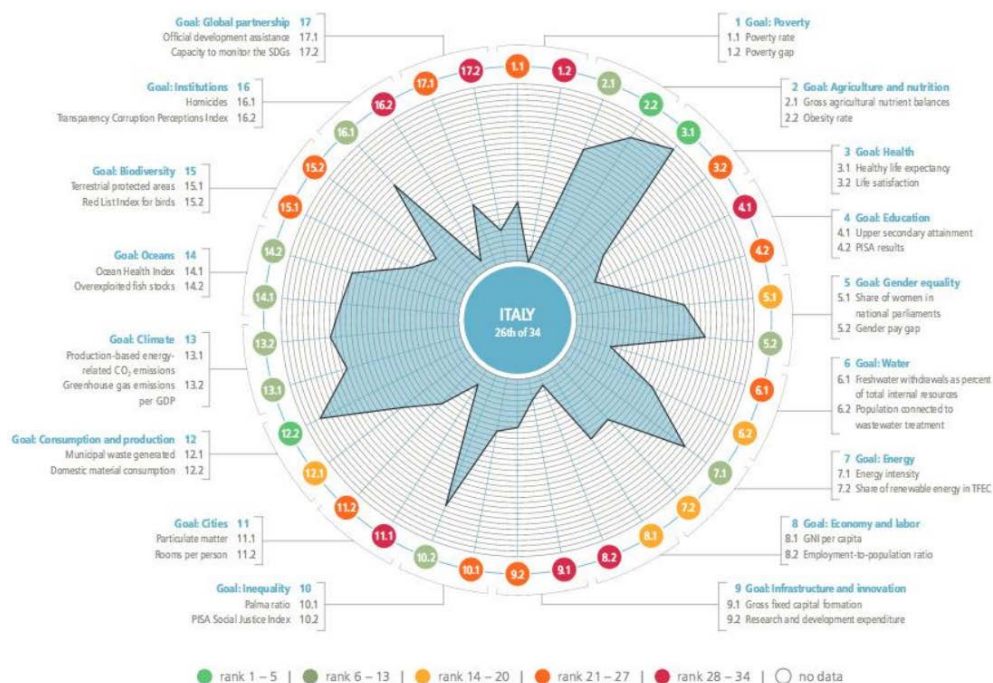 Goal: Global partnership 17
Official development assistance 17.1
Capacity to monitor the SDGs 17.2
Goal: Institutions 16
Homicides 16.1
Transparency Corruption Perceptions Index 16.2
Goal: Biodiversity 15
Terrestrial protected areas 15.1
Red List Index for birds 15.2
Goal: Oceans 14
Ocean Health Index 14.1
Overexploited fish stocks 14.2
Goal: Climate 13
Production-based energy- 13.1
related CO₂ emissions
Greenhouse gas emissions 13.2
per GDP
Goal: Consumption and production 12
Municipal waste generated 12.1
Domestic material consumption 12.2
Goal: Cities 11
Particulate matter 11.1
Rooms per person 11.2
Goal: Inequality 10
Palma ratio 10.1
PISA Social Justice Index 10.2
1 Goal: Poverty
1.1 Poverty rate
1.2 Poverty gap
2 Goal: Agriculture and nutrition
2.1 Gross agricultural nutrient balances
2.2 Obesity rate
3 Goal: Health
3.1 Healthy life expectancy
3.2 Life satisfaction
4 Goal: Education
4.1 Upper secondary attainment
4.2 PISA results
5 Goal: Gender equality
5.1 Share of women in
national parliaments
5.2 Gender pay gap
6 Goal: Water
6.1 Freshwater withdrawals as percent
of total internal resources
6.2 Population connected to
wastewater treatment
7 Goal: Energy
7.1 Energy intensity
7.2 Share of renewable energy in TFEC
8 Goal: Economy and labor
8.1 GNI per capita
8.2 Employment-to-population ratio
9 Goal: Infrastructure and innovation
9.1 Gross fixed capital formation
9.2 Research and development expenditure
1.1
1.2
2.1
2.2
3.1
3.2
4.1
4.2
5.1
5.2
6.1
6.2
7.1
7.2
8.1
8.2
9.1
9.2
10.1
10.2
11.1
11.2
12.1
12.2
13.1
13.2
14.1
14.2
15.1
15.2
16.1
16.2
17.1
17.2
ITALY
26th of 34
rank 1 – 5 | rank 6 – 13 | rank 14 – 20 | rank 21 – 27 | rank 28 – 34 | no data